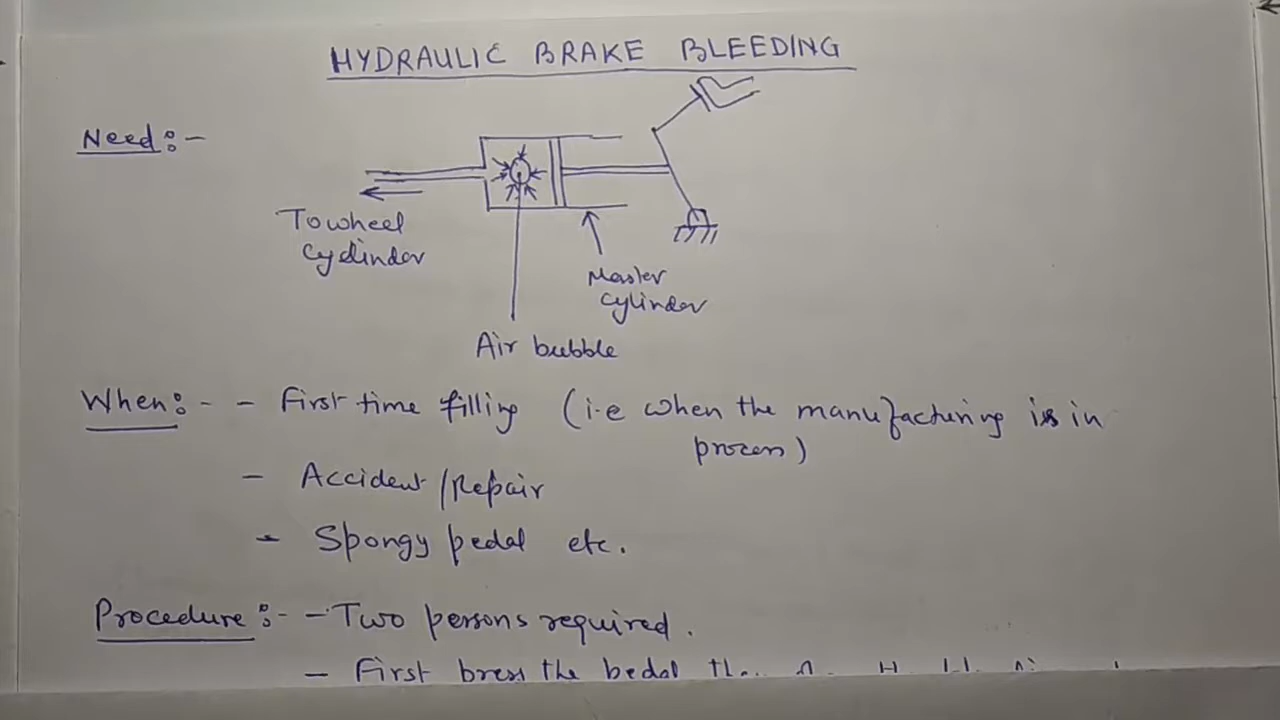 HYDRAULIC BRAKE BLEEDING
Need:-
To wheel
Cylinder
Master
Cylinder
Air bubble
When:- - First time filling (i.e when the manufacturing is in
process)
- Accident/Repair
- Spongy pedal etc.
Procedure:- - Two persons required.
- First press the pedal